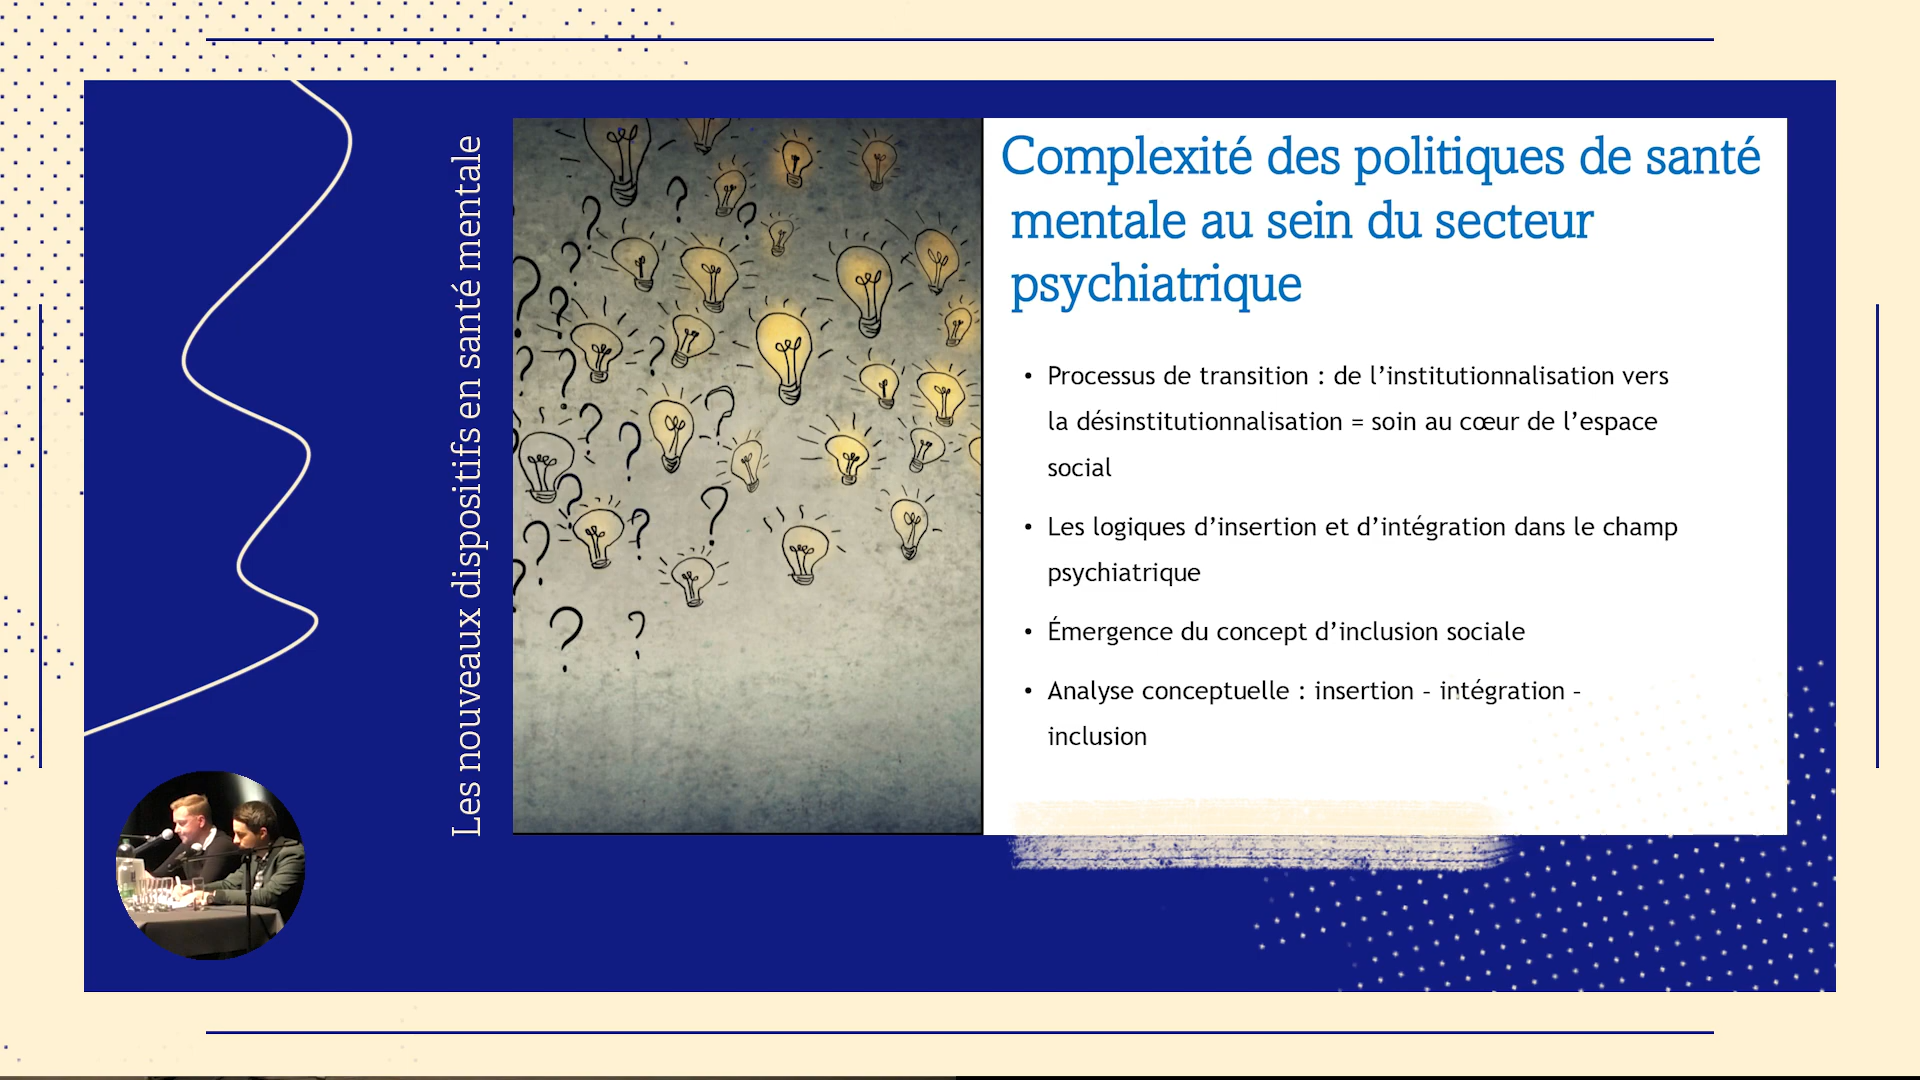 Les nouveaux dispositifs en santé mentale
Complexité des politiques de santé
mentale au sein du secteur
psychiatrique
• Processus de transition : de l’institutionnalisation vers
la désinstitutionnalisation = soin au cœur de l’espace
social
• Les logiques d’insertion et d’intégration dans le champ
psychiatrique
• Émergence du concept d’inclusion sociale
• Analyse conceptuelle : insertion – intégration –
inclusion